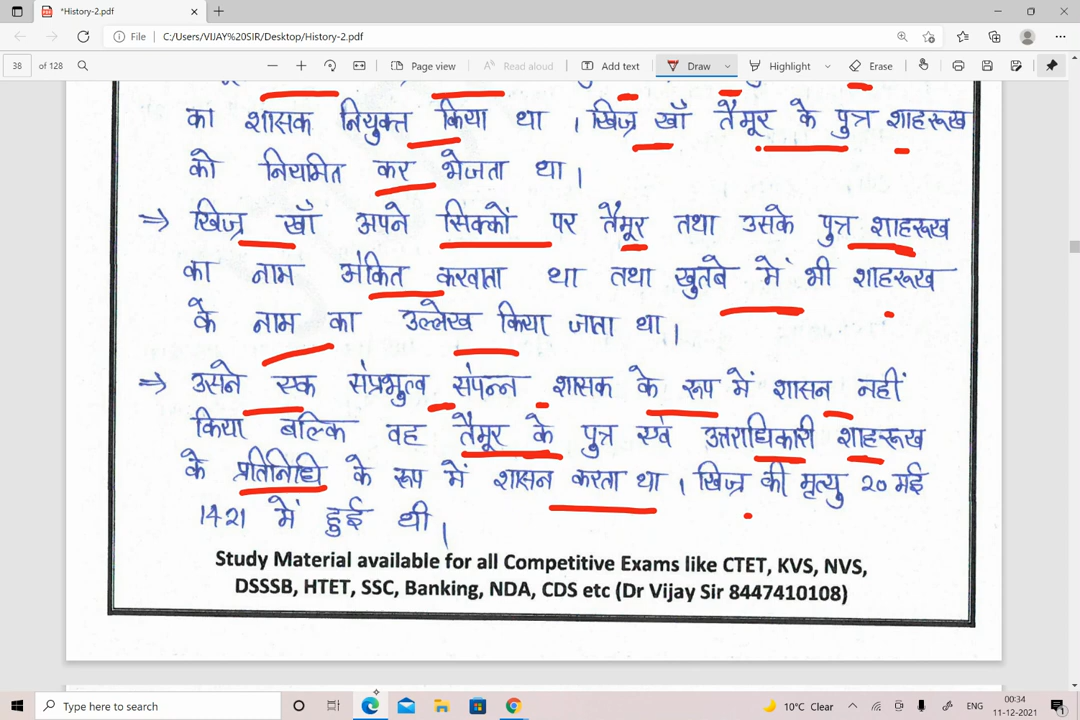 *History-2.pdf
File C:/Users/VIJAY%20SIR/Desktop/History-2.pdf
38 of 128 Page view Read aloud Add text Draw Highlight Erase
का शासक नियुक्त किया था । खिज्र खाँ तैमूर के पुत्र शाहरूख
को नियमित कर भेजता था ।
⇒ खिज्र खाँ अपने सिक्कों पर तैमूर तथा उसके पुत्र शाहरूख
का नाम अंकित करवाता था तथा खुतबे में भी शाहरूख
के नाम का उल्लेख किया जाता था ।
⇒ उसने एक संप्रभुत्व संपन्न शासक के रूप में शासन नहीं
किया बल्कि वह तैमूर के पुत्र एवं उत्तराधिकारी शाहरूख
के प्रतिनिधि के रूप में शासन करता था । खिज्र की मृत्यु 20 मई
1421 में हुई थी ।
Study Material available for all Competitive Exams like CTET, KVS, NVS,
DSSSB, HTET, SSC, Banking, NDA, CDS etc (Dr Vijay Sir 8447410108)
Type here to search 10°C Clear ENG 00:34
11-12-2021